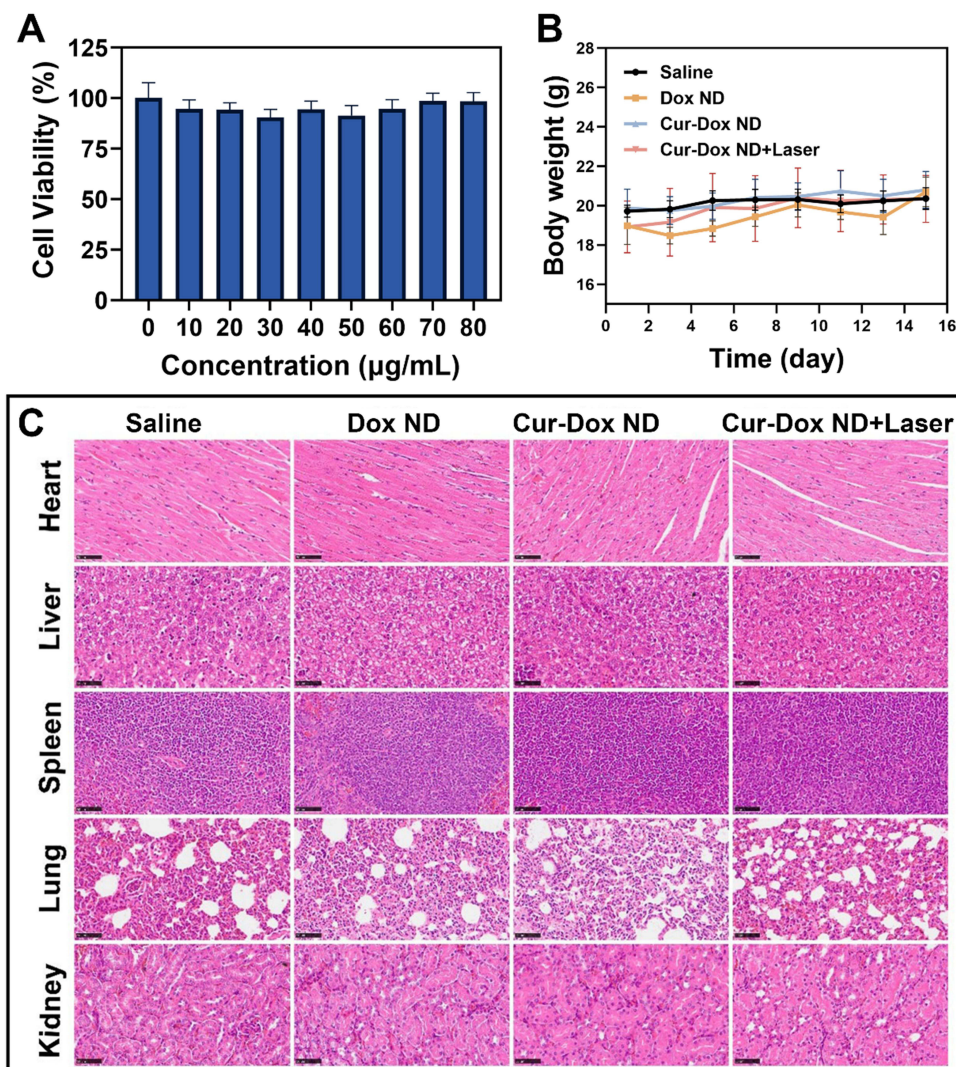 A
125
100
75
50
25
0
Cell Viability (%)
0 10 20 30 40 50 60 70 80
Concentration (µg/mL)
B
28
26
24
22
20
18
16
Body weight (g)
Saline
Dox ND
Cur-Dox ND
Cur-Dox ND+Laser
0 2 4 6 8 10 12 14 16
Time (day)
C
Saline Dox ND Cur-Dox ND Cur-Dox ND+Laser
Heart
Liver
Spleen
Lung
Kidney